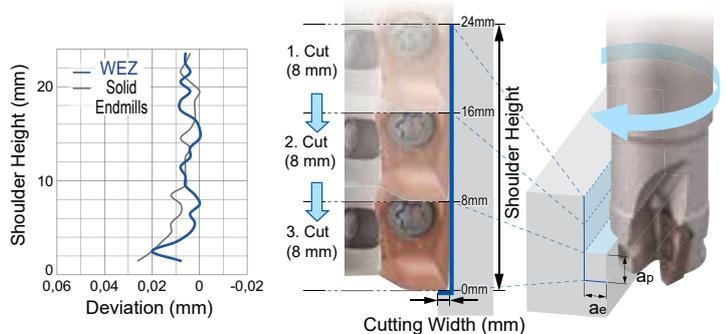 Shoulder Height (mm)
20
10
0
WEZ
Solid
Endmills
0,06
0,04
0,02
0
-0,02
Deviation (mm)
1. Cut
(8 mm)
2. Cut
(8 mm)
3. Cut
(8 mm)
24mm
16mm
8mm
0mm
Shoulder Height
Cutting Width (mm)
ap
ae